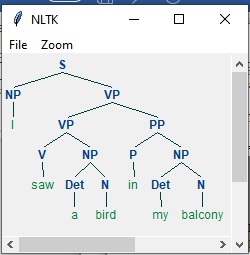 NLTK
File Zoom
S
NP VP
I VP PP
V NP P NP
saw Det N in Det N
a bird my balcony